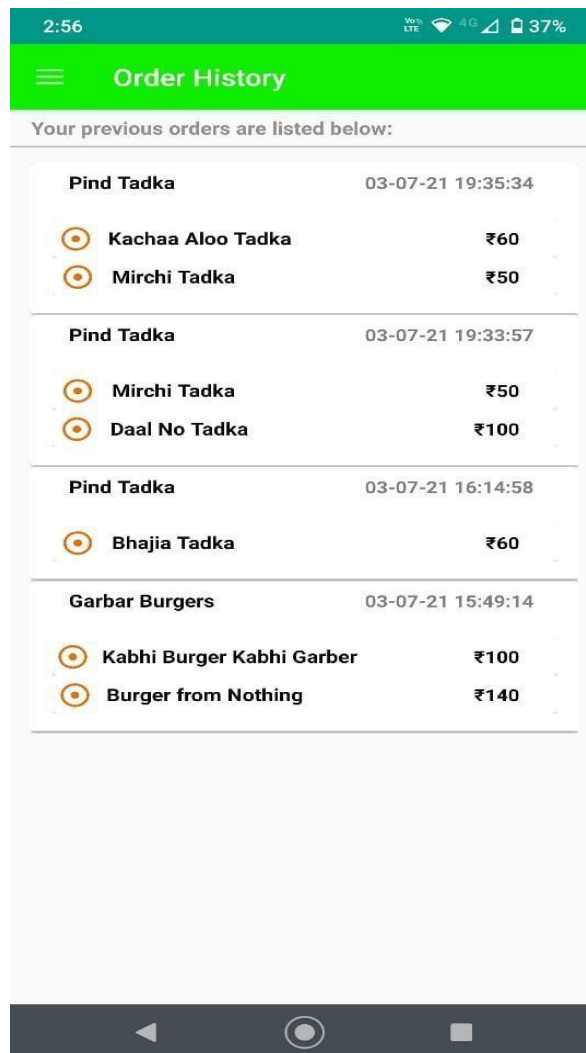 2:56 Vo)) LTE 4G 37%
Order History
Your previous orders are listed below:
Pind Tadka 03-07-21 19:35:34
Kachaa Aloo Tadka ₹60
Mirchi Tadka ₹50
Pind Tadka 03-07-21 19:33:57
Mirchi Tadka ₹50
Daal No Tadka ₹100
Pind Tadka 03-07-21 16:14:58
Bhajia Tadka ₹60
Garbar Burgers 03-07-21 15:49:14
Kabhi Burger Kabhi Garber ₹100
Burger from Nothing ₹140